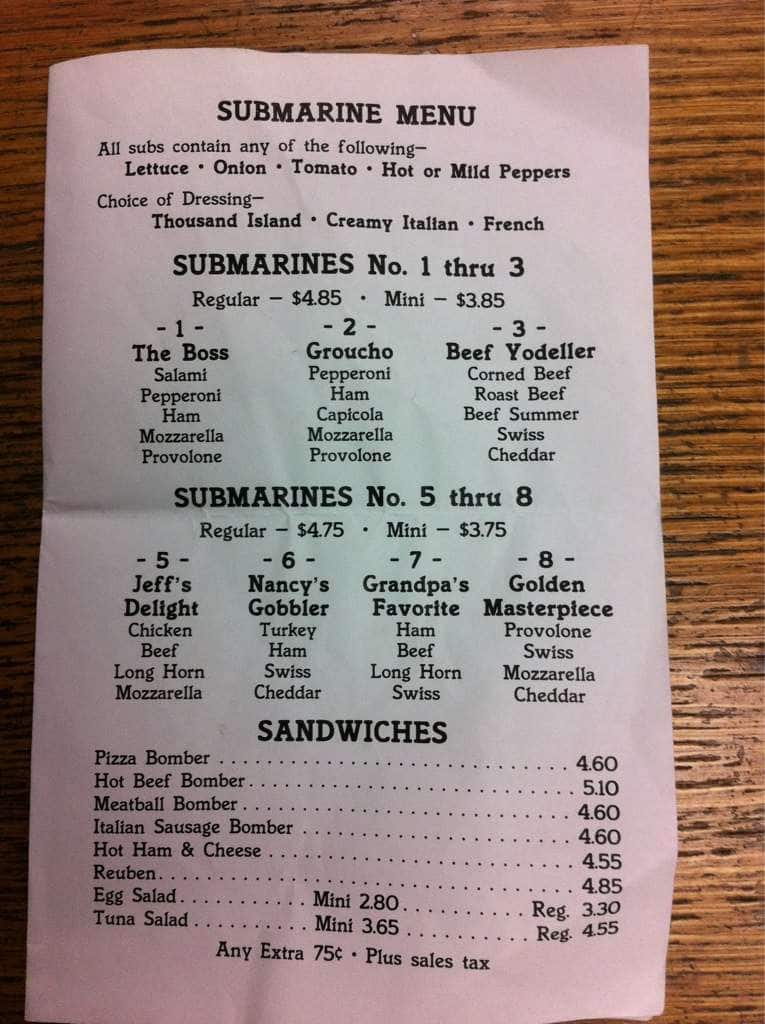 SUBMARINE MENU
All subs contain any of the following—
Lettuce • Onion • Tomato • Hot or Mild Peppers
Choice of Dressing—
Thousand Island • Creamy Italian • French
SUBMARINES No. 1 thru 3
Regular — $4.85 • Mini — $3.85
- 1 - - 2 - - 3 -
The Boss Groucho Beef Yodeller
Salami Pepperoni Corned Beef
Pepperoni Ham Roast Beef
Ham Capicola Beef Summer
Mozzarella Mozzarella Swiss
Provolone Provolone Cheddar
SUBMARINES No. 5 thru 8
Regular — $4.75 • Mini — $3.75
- 5 - - 6 - - 7 - - 8 -
Jeff's Nancy's Grandpa's Golden
Delight Gobbler Favorite Masterpiece
Chicken Turkey Ham Provolone
Beef Ham Beef Swiss
Long Horn Swiss Long Horn Mozzarella
Mozzarella Cheddar Swiss Cheddar
SANDWICHES
Pizza Bomber . . . . . . . . . . . . . . . . . . . . . . . . . . . . . . 4.60
Hot Beef Bomber . . . . . . . . . . . . . . . . . . . . . . . . . . . . 5.10
Meatball Bomber . . . . . . . . . . . . . . . . . . . . . . . . . . . . 4.60
Italian Sausage Bomber . . . . . . . . . . . . . . . . . . . . . . . 4.60
Hot Ham & Cheese . . . . . . . . . . . . . . . . . . . . . . . . . . 4.55
Reuben. . . . . . . . . . . . . . . . . . . . . . . . . . . . . . . . . . . 4.85
Egg Salad . . . . . . . . . . . Mini 2.80 . . . . . . . . . . . Reg. 3.30
Tuna Salad . . . . . . . . . . Mini 3.65 . . . . . . . . . . . Reg. 4.55
Any Extra 75¢ • Plus sales tax